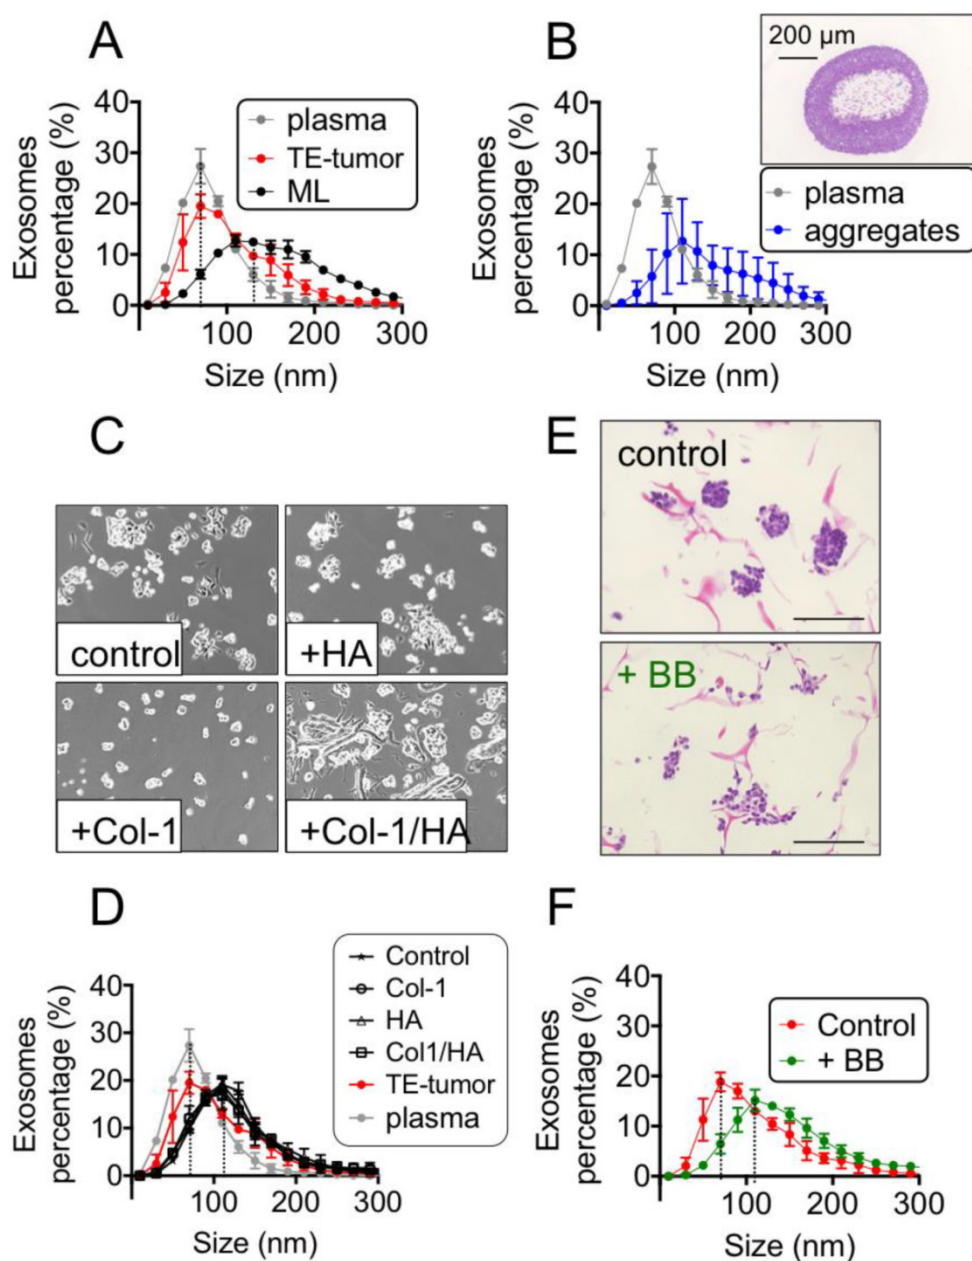 A
Exosomes
percentage (%)
40
30
20
10
0
100
200
300
Size (nm)
plasma
TE-tumor
ML
B
200 µm
Exosomes
percentage (%)
40
30
20
10
0
100
200
300
Size (nm)
plasma
aggregates
C
control
+HA
+Col-1
+Col-1/HA
E
control
+ BB
D
Exosomes
percentage (%)
40
30
20
10
0
100
200
300
Size (nm)
Control
Col-1
HA
Col1/HA
TE-tumor
plasma
F
Exosomes
percentage (%)
40
30
20
10
0
100
200
300
Size (nm)
Control
+ BB